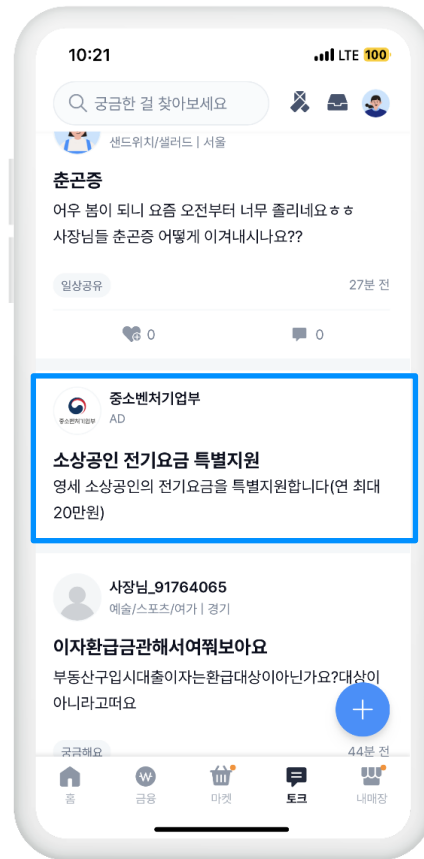 10:21
LTE 100
궁금한 걸 찾아보세요
샌드위치/샐러드 | 서울
춘곤증
어우 봄이 되니 요즘 오전부터 너무 졸리네요ㅎㅎ
사장님들 춘곤증 어떻게 이겨내시나요??
일상공유
27분 전
0
0
중소벤처기업부
중소벤처기업부
AD
소상공인 전기요금 특별지원
영세 소상공인의 전기요금을 특별지원합니다(연 최대
20만원)
사장님_91764065
예술/스포츠/여가 | 경기
이자환급금관해서여쭤보아요
부동산구입시대출이자는환급대상이아닌가요?대상이
아니라고떠요
궁금해요
44분 전
홈
금융
마켓
토크
내매장